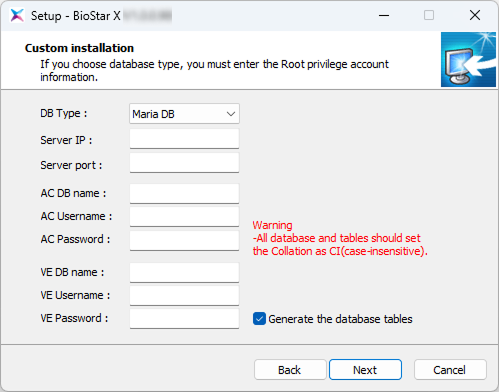 Setup - BioStar X
Custom installation
If you choose database type, you must enter the Root privilege account
information.
DB Type :
Maria DB
Server IP :
Server port :
AC DB name :
AC Username :
AC Password :
Warning
-All database and tables should set
the Collation as CI(case-insensitive).
VE DB name :
VE Username :
VE Password :
Generate the database tables
Back
Next
Cancel